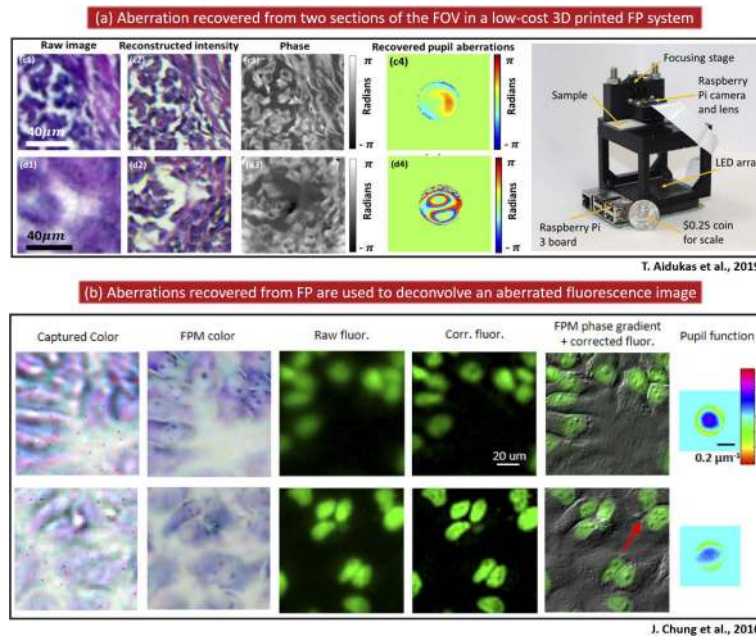 (a) Aberration recovered from two sections of the FOV in a low-cost 3D printed FP system
Raw image
Reconstructed intensity
Phase
Recovered pupil aberrations
(c1)
(c2)
(c3)
(c4)
40μm
π
Radians
- π
π
Radians
- π
(d1)
(d2)
(d4)
40μm
π
Radians
- π
π
Radians
- π
Focusing stage
Raspberry
Pi camera
and lens
Sample
LED array
Raspberry Pi
3 board
$0.25 coin
for scale
T. Aidukas et al., 2019
(b) Aberrations recovered from FP are used to deconvolve an aberrated fluorescence image
Captured Color
FPM color
Raw fluor.
Corr. fluor.
FPM phase gradient
+ corrected fluor.
Pupil function
20 um
0.2 μm⁻¹
J. Chung et al., 2016